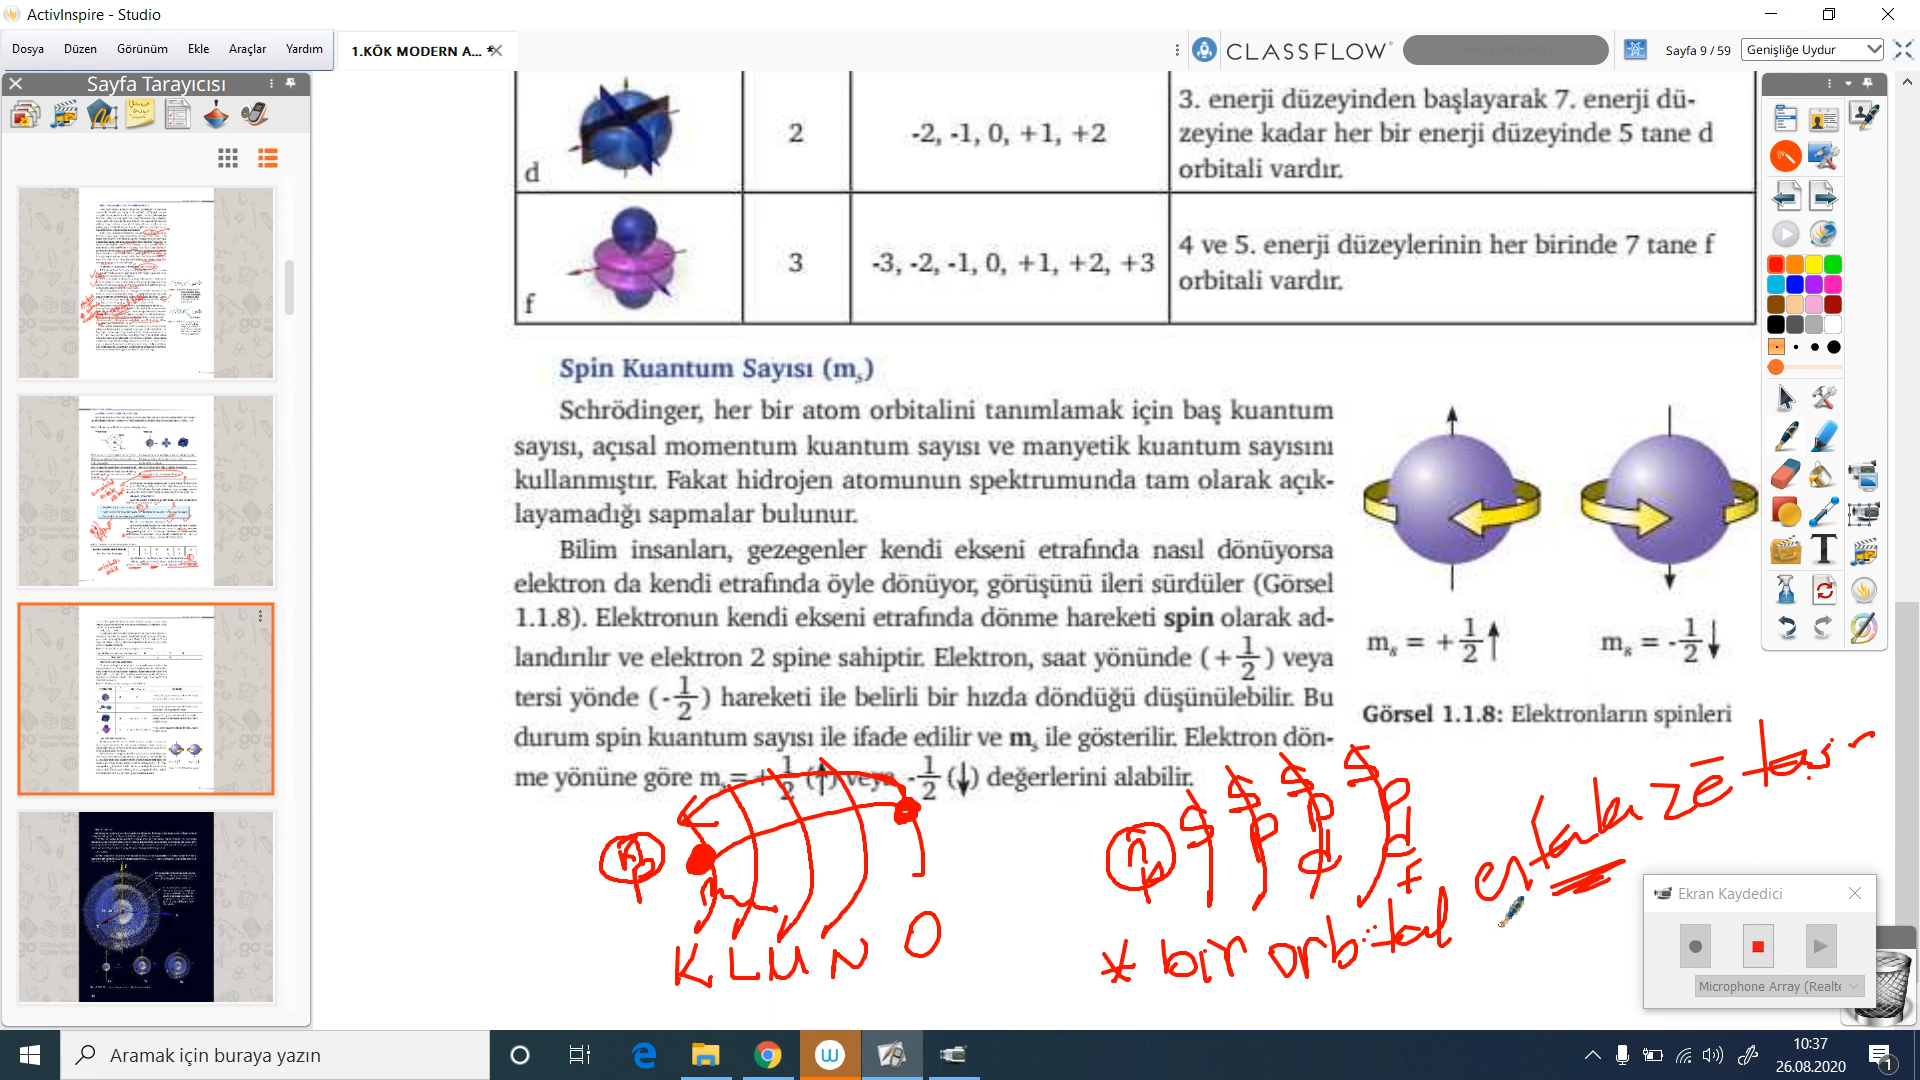 ActivInspire - Studio
Dosya Düzen Görünüm Ekle Araçlar Yardım
1.KÖK MODERN A... *
CLASSFLOW
Sayfa 9 / 59
Genişliğe Uydur
Sayfa Tarayıcısı
d
2
-2, -1, 0, +1, +2
3. enerji düzeyinden başlayarak 7. enerji dü-
zeyine kadar her bir enerji düzeyinde 5 tane d
orbitali vardır.
f
3
-3, -2, -1, 0, +1, +2, +3
4 ve 5. enerji düzeylerinin her birinde 7 tane f
orbitali vardır.
Spin Kuantum Sayısı (mₛ)
Schrödinger, her bir atom orbitalini tanımlamak için baş kuantum
sayısı, açısal momentum kuantum sayısı ve manyetik kuantum sayısını
kullanmıştır. Fakat hidrojen atomunun spektrumunda tam olarak açık-
layamadığı sapmalar bulunur.
Bilim insanları, gezegenler kendi ekseni etrafında nasıl dönüyorsa
elektron da kendi etrafında öyle dönüyor, görüşünü ileri sürdüler (Görsel
1.1.8). Elektronun kendi ekseni etrafında dönme hareketi spin olarak ad-
landırılır ve elektron 2 spine sahiptir. Elektron, saat yönünde (+1/2) veya
tersi yönde (-1/2) hareketi ile belirli bir hızda döndüğü düşünülebilir. Bu
durum spin kuantum sayısı ile ifade edilir ve mₛ ile gösterilir. Elektron dön-
me yönüne göre mₛ = +1/2 (↑) veya -1/2 (↓) değerlerini alabilir.
mₛ = +1/2↑
mₛ = -1/2↓
Görsel 1.1.8: Elektronların spinleri
K L M N O
s s s s
p p p
d d
f
* bir orbital
Ekran Kaydedici
Microphone Array (Realte
Aramak için buraya yazın
10:37
26.08.2020
1